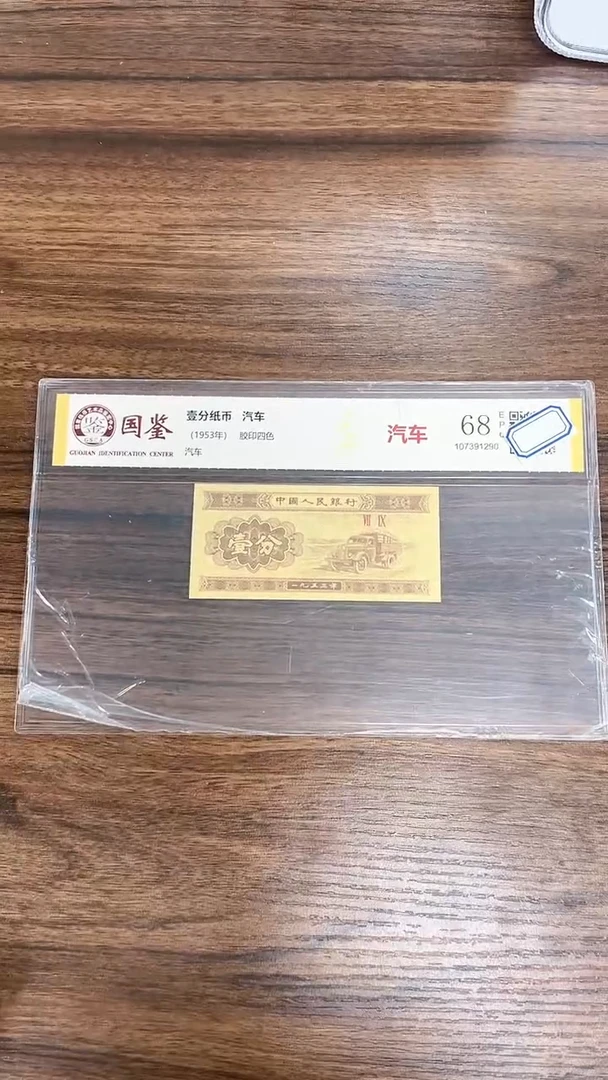 国鉴
GUOJIAN IDENTIFICATION CENTER
壹分纸币 汽车
(1953年) 胶印四色
汽车
汽车
68
E
P
107391290
中国人民银行
VII IX
壹分
一九五三年